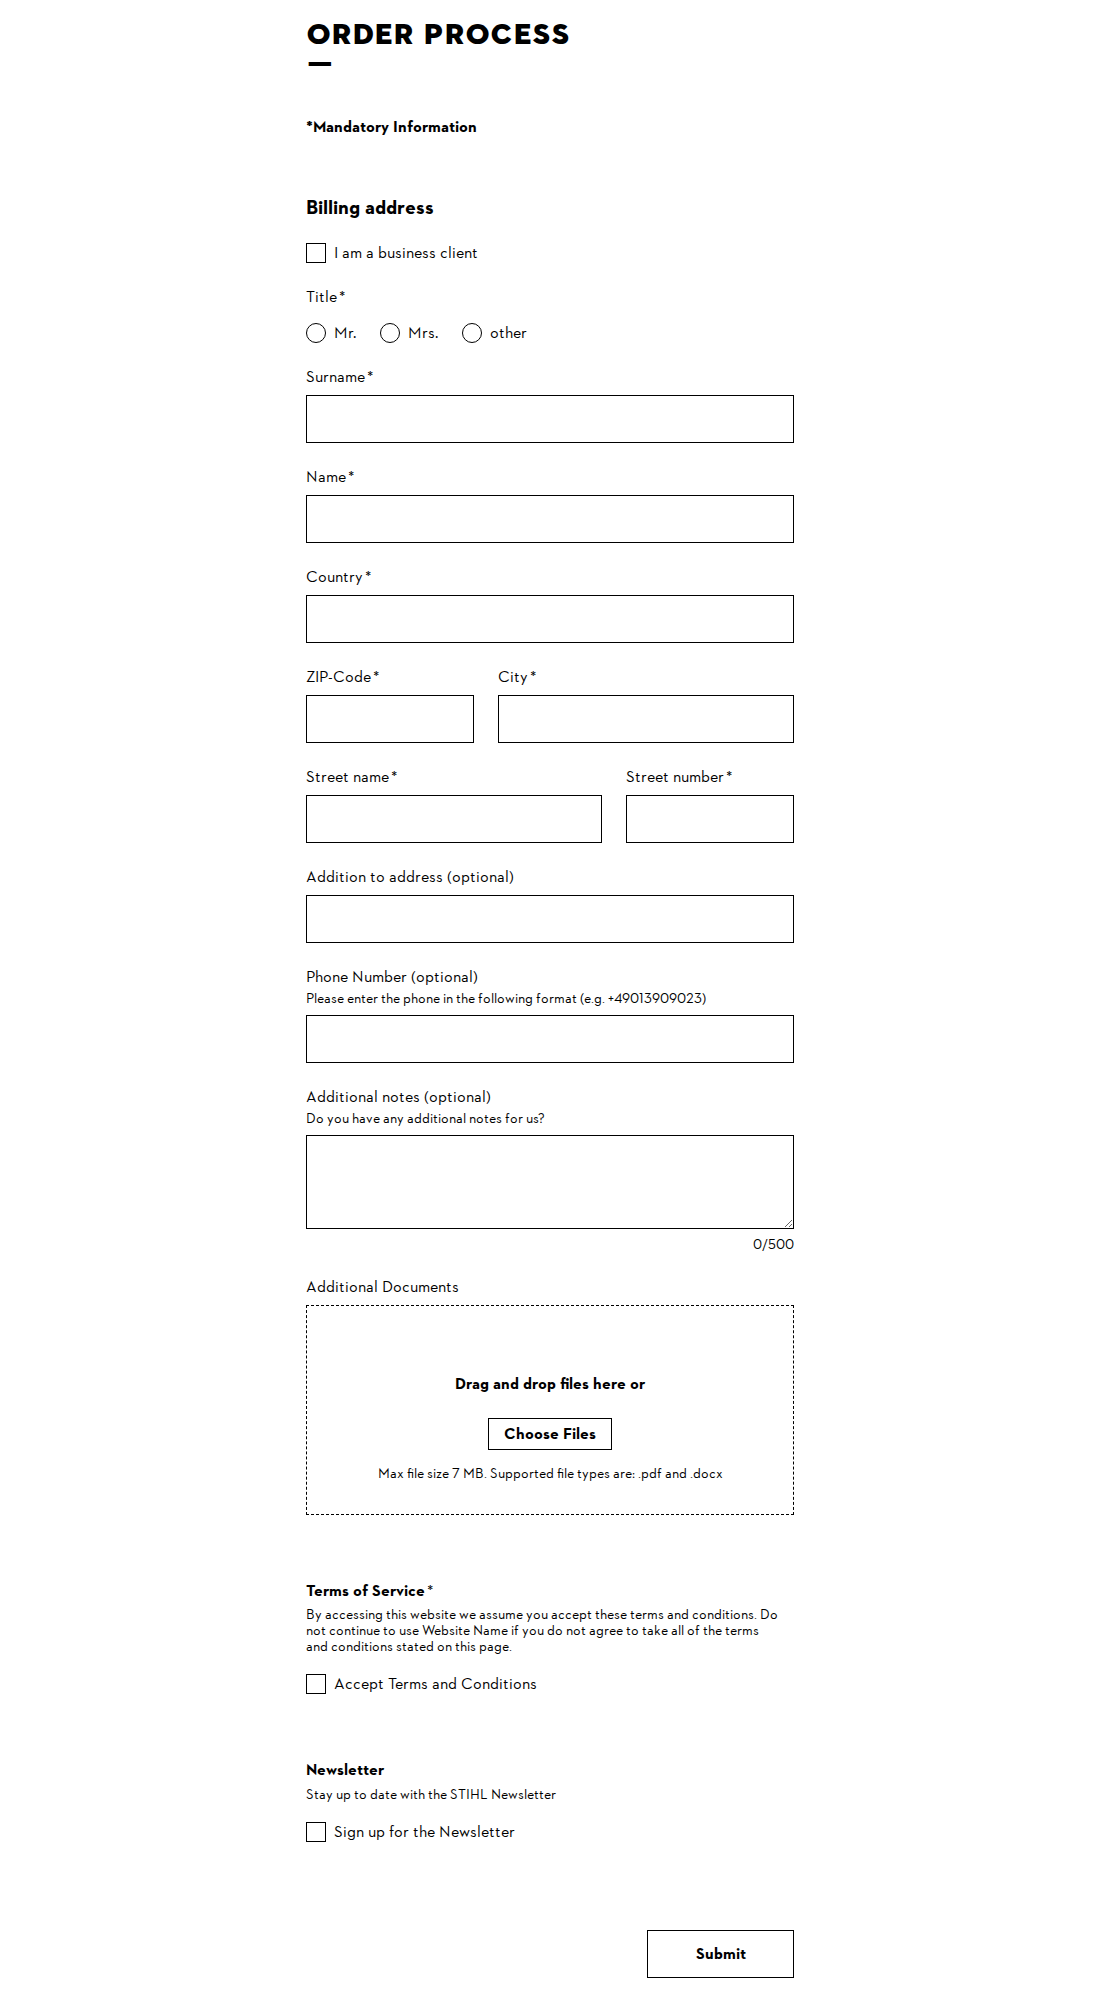 ORDER PROCESS
*Mandatory Information
Billing address
I am a business client
Title*
Mr. Mrs. other
Surname*
Name*
Country*
ZIP-Code* City*
Street name* Street number*
Addition to address (optional)
Phone Number (optional)
Please enter the phone in the following format (e.g. +49013909023)
Additional notes (optional)
Do you have any additional notes for us?
0/500
Additional Documents
Drag and drop files here or
Choose Files
Max file size 7 MB. Supported file types are: .pdf and .docx
Terms of Service*
By accessing this website we assume you accept these terms and conditions. Do
not continue to use Website Name if you do not agree to take all of the terms
and conditions stated on this page.
Accept Terms and Conditions
Newsletter
Stay up to date with the STIHL Newsletter
Sign up for the Newsletter
Submit